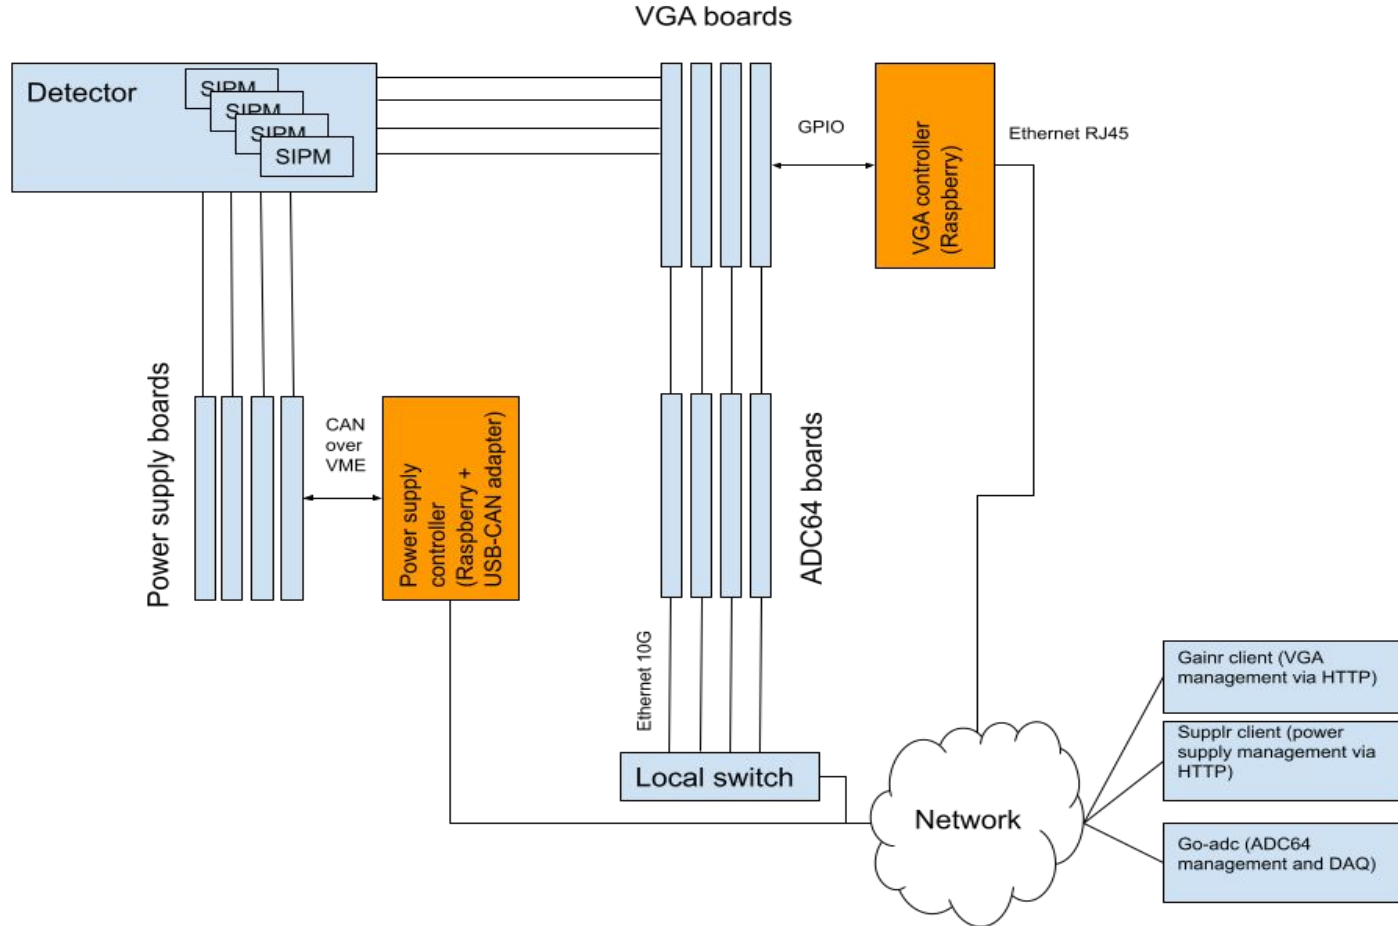 VGA boards
Detector
SIPM
SIPM
SIPM
SIPM
GPIO
VGA controller
(Raspberry)
Ethernet RJ45
Power supply boards
CAN
over
VME
Power supply
controller
(Raspberry +
USB-CAN adapter)
ADC64 boards
Ethernet 10G
Local switch
Network
Gainr client (VGA
management via HTTP)
Supplr client (power
supply management via
HTTP)
Go-adc (ADC64
management and DAQ)